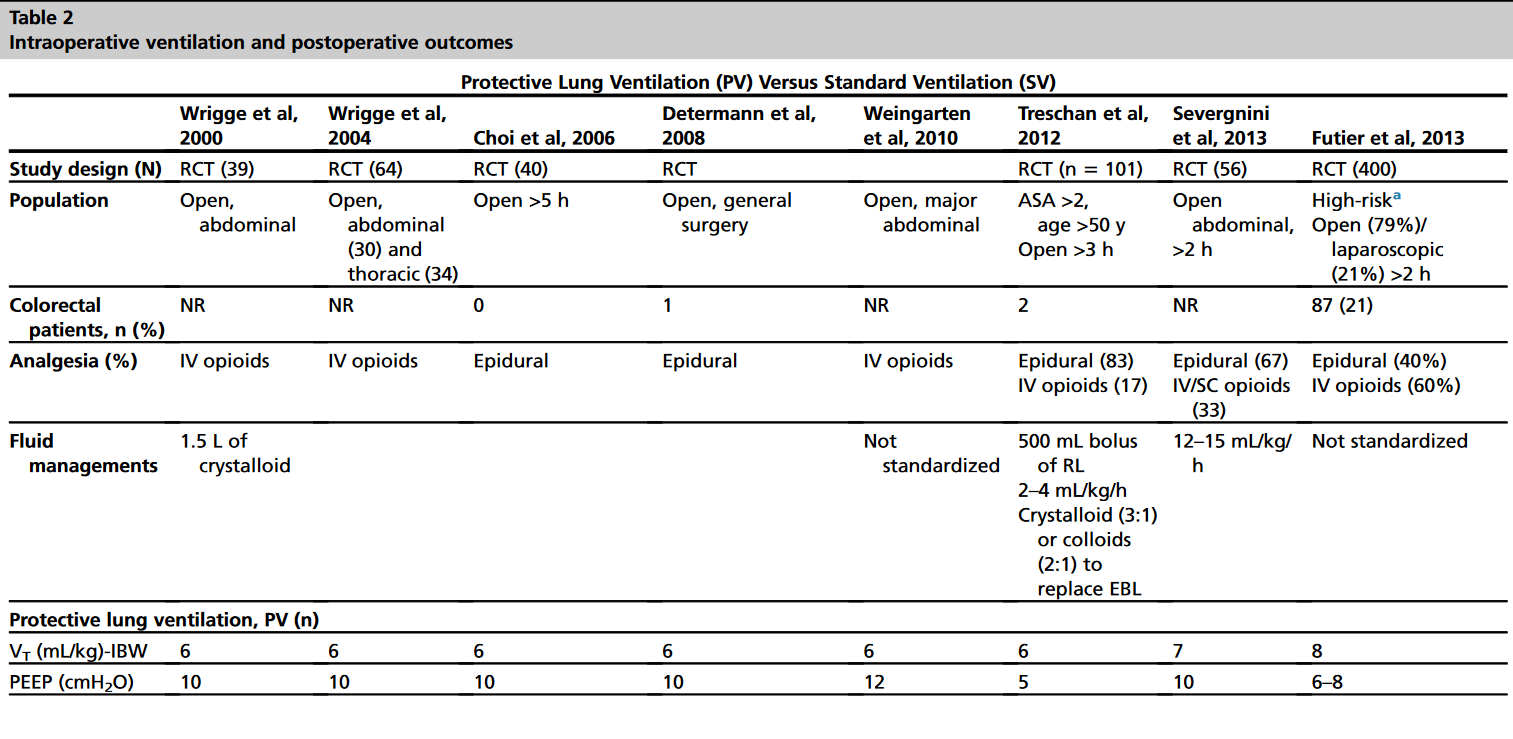 Table 2
Intraoperative ventilation and postoperative outcomes
Protective Lung Ventilation (PV) Versus Standard Ventilation (SV)
Wrigge et al, 2000 Wrigge et al, 2004 Choi et al, 2006 Determann et al, 2008 Weingarten et al, 2010 Treschan et al, 2012 Severgnini et al, 2013 Futier et al, 2013
Study design (N) RCT (39) RCT (64) RCT (40) RCT RCT (n = 101) RCT (56) RCT (400)
Population Open, abdominal Open, abdominal (30) and thoracic (34) Open >5 h Open, general surgery Open, major abdominal ASA >2, age >50 y Open >3 h Open abdominal, >2 h High-riskᵃ Open (79%)/ laparoscopic (21%) >2 h
Colorectal patients, n (%) NR NR 0 1 NR 2 NR 87 (21)
Analgesia (%) IV opioids IV opioids Epidural Epidural IV opioids Epidural (83) IV opioids (17) Epidural (67) IV/SC opioids (33) Epidural (40%) IV opioids (60%)
Fluid managements 1.5 L of crystalloid Not standardized 500 mL bolus of RL 2–4 mL/kg/h Crystalloid (3:1) or colloids (2:1) to replace EBL 12–15 mL/kg/ h Not standardized
Protective lung ventilation, PV (n)
V_T (mL/kg)-IBW 6 6 6 6 6 6 7 8
PEEP (cmH₂O) 10 10 10 10 12 5 10 6–8